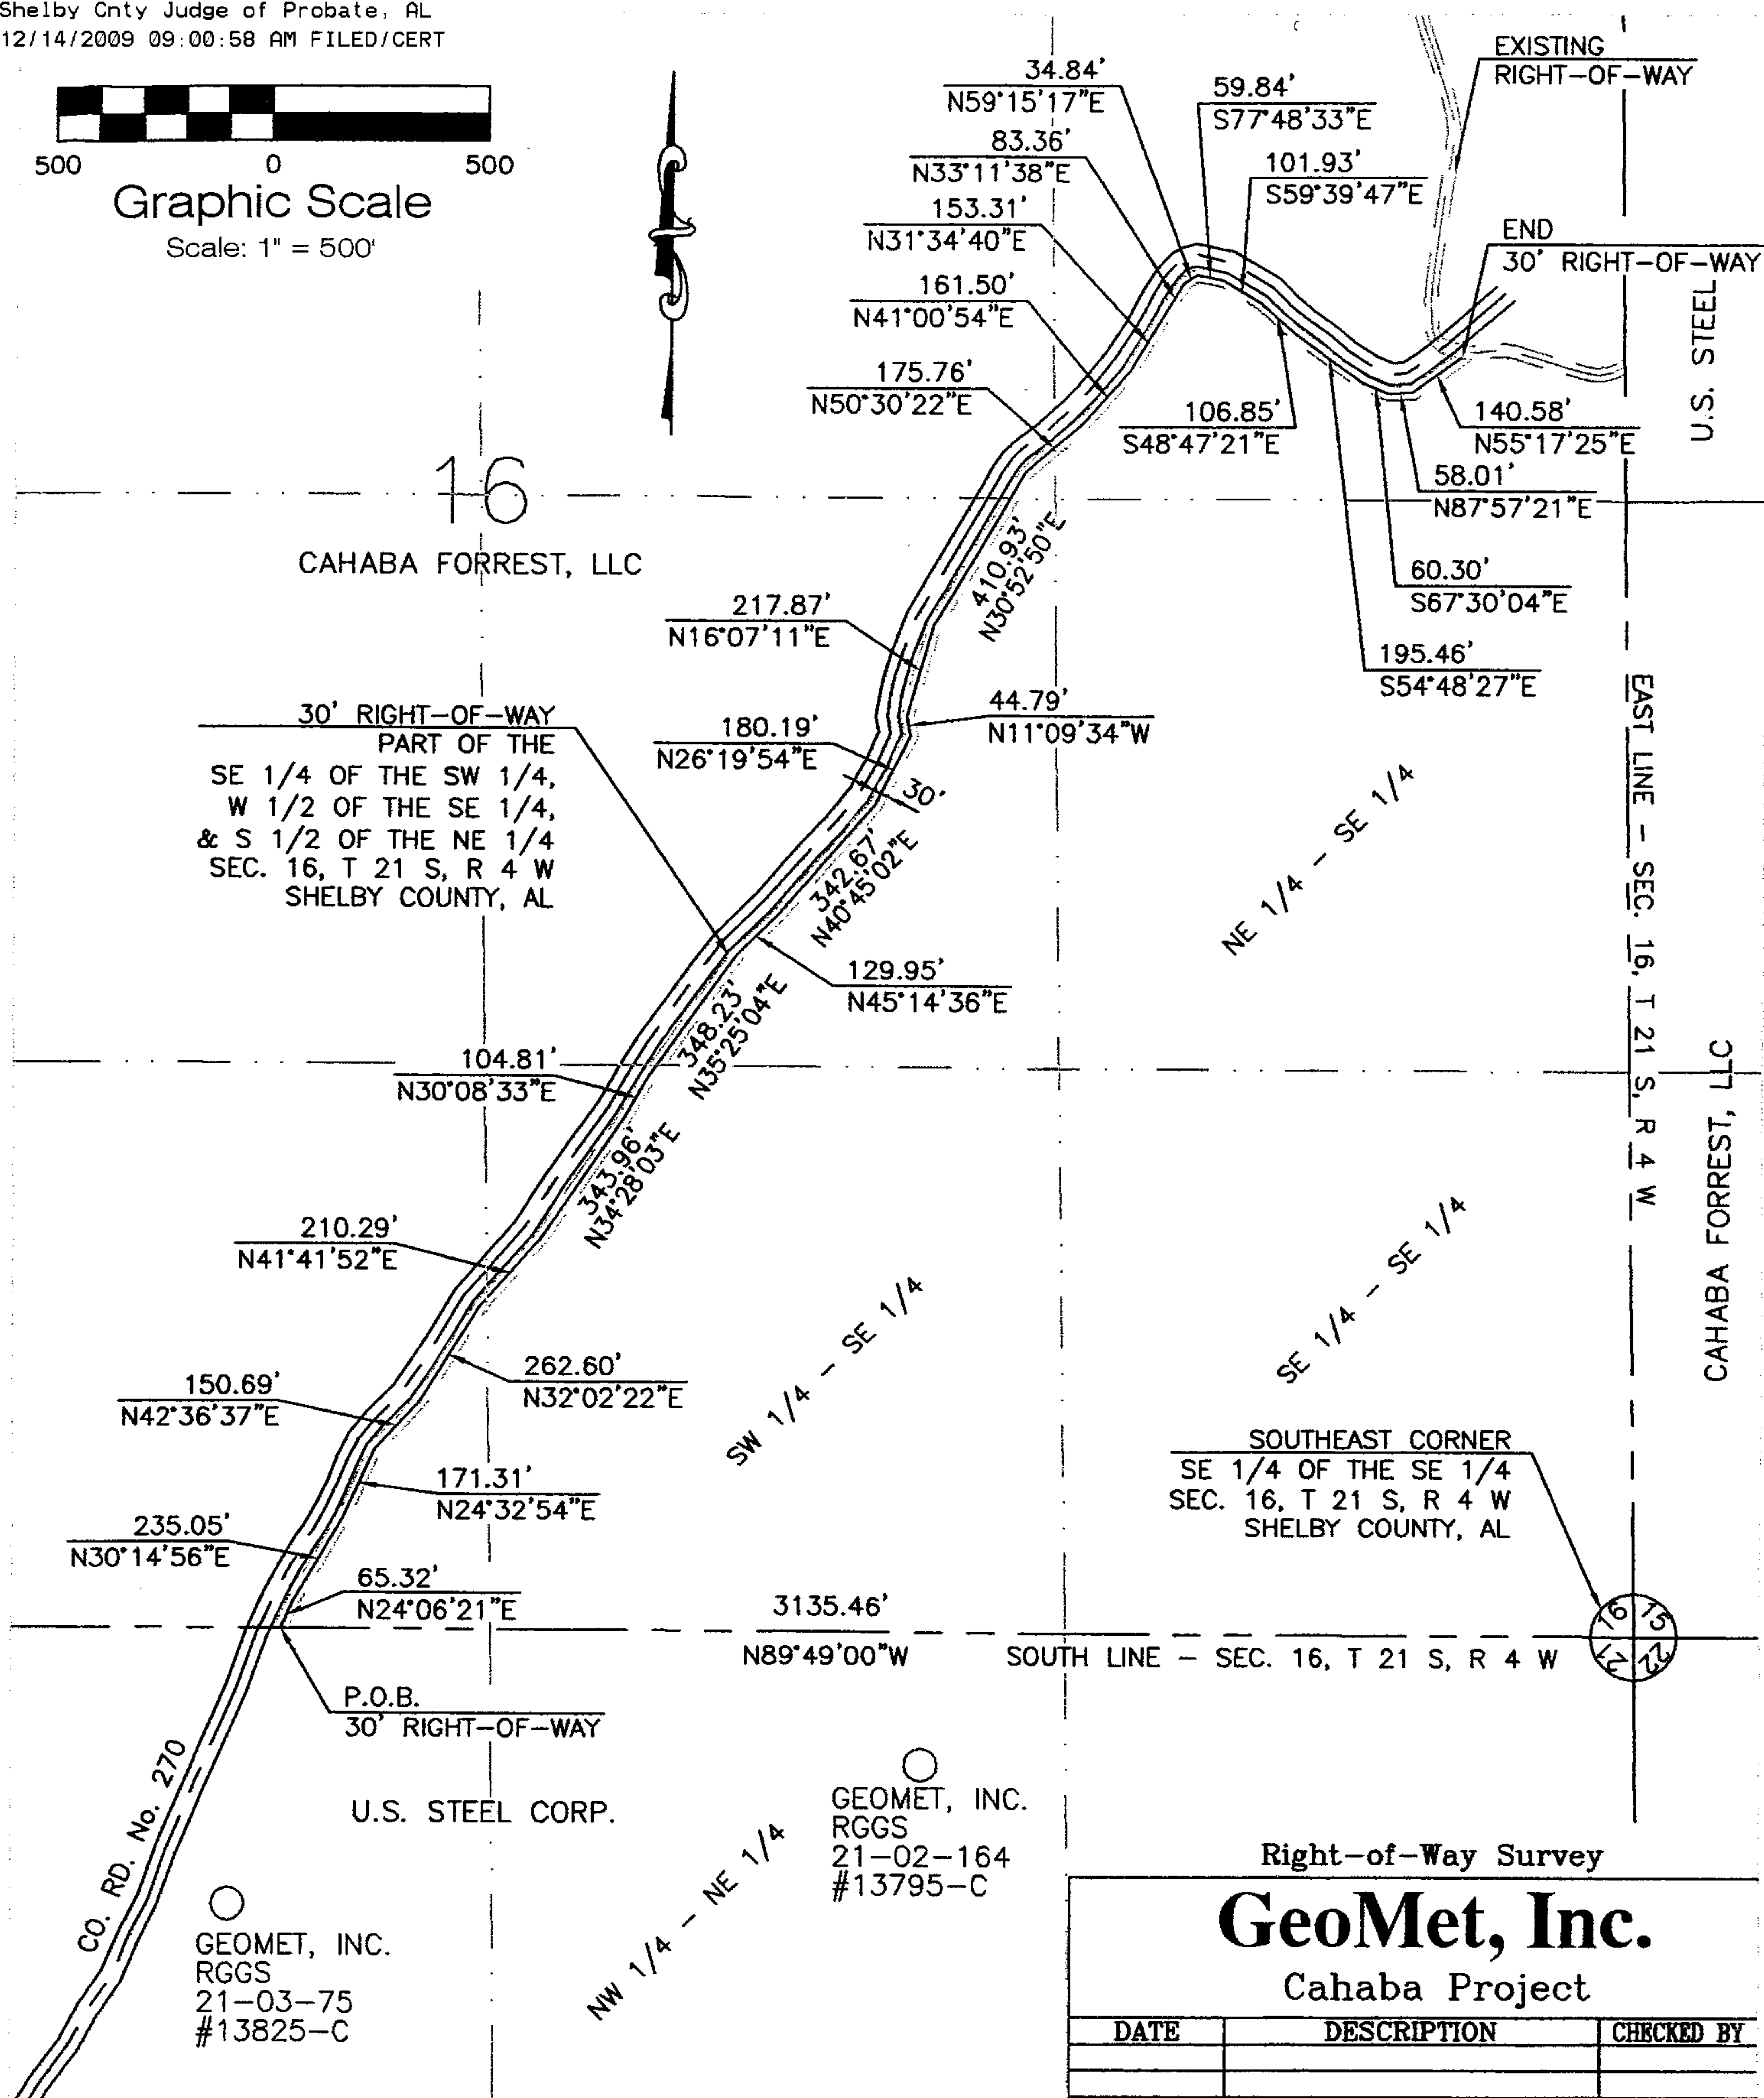 Shelby Cnty Judge of Probate, AL
12/14/2009 09:00:58 AM FILED/CERT
500 0 500
Graphic Scale
Scale: 1" = 500'
EXISTING
RIGHT-OF-WAY
34.84'
N59°15'17"E
59.84'
S77°48'33"E
83.36'
N33°11'38"E
101.93'
S59°39'47"E
153.31'
N31°34'40"E
END
30' RIGHT-OF-WAY
161.50'
N41°00'54"E
U.S. STEEL
175.76'
N50°30'22"E
106.85'
S48°47'21"E
140.58'
N55°17'25"E
58.01'
N87°57'21"E
16
CAHABA FORREST, LLC
410.93'
N30°52'50"E
60.30'
S67°30'04"E
217.87'
N16°07'11"E
195.46'
S54°48'27"E
44.79'
N11°09'34"W
30' RIGHT-OF-WAY
PART OF THE
SE 1/4 OF THE SW 1/4,
W 1/2 OF THE SE 1/4,
& S 1/2 OF THE NE 1/4
SEC. 16, T 21 S, R 4 W
SHELBY COUNTY, AL
180.19'
N26°19'54"E
30'
342.67'
N40°45'02"E
NE 1/4 - SE 1/4
EAST LINE - SEC. 16, T 21 S, R 4 W
129.95'
N45°14'36"E
348.23'
N35°25'04"E
104.81'
N30°08'33"E
343.96'
N34°28'03"E
CAHABA FORREST, LLC
210.29'
N41°41'52"E
SW 1/4 - SE 1/4
SE 1/4 - SE 1/4
262.60'
N32°02'22"E
150.69'
N42°36'37"E
SOUTHEAST CORNER
SE 1/4 OF THE SE 1/4
SEC. 16, T 21 S, R 4 W
SHELBY COUNTY, AL
171.31'
N24°32'54"E
235.05'
N30°14'56"E
65.32'
N24°06'21"E
3135.46'
N89°49'00"W
SOUTH LINE - SEC. 16, T 21 S, R 4 W
16 15
21 22
P.O.B.
30' RIGHT-OF-WAY
CO. RD. No. 270
U.S. STEEL CORP.
GEOMET, INC.
RGGS
21-02-164
#13795-C
NW 1/4 - NE 1/4
GEOMET, INC.
RGGS
21-03-75
#13825-C
Right-of-Way Survey
GeoMet, Inc.
Cahaba Project
DATE DESCRIPTION CHECKED BY